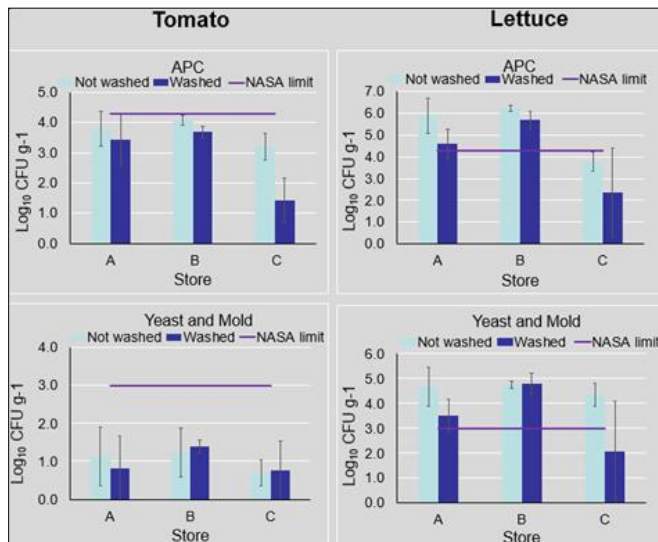 Tomato
Lettuce
APC
Not washed Washed NASA limit
5.0
4.0
3.0
2.0
1.0
0.0
Log10 CFU g-1
A B C
Store
APC
Not washed Washed NASA limit
7.0
6.0
5.0
4.0
3.0
2.0
1.0
0.0
Log10 CFU g-1
A B C
Store
Yeast and Mold
Not washed Washed NASA limit
4.0
3.0
2.0
1.0
0.0
Log10 CFU g-1
A B C
Store
Yeast and Mold
Not washed Washed NASA limit
6.0
5.0
4.0
3.0
2.0
1.0
0.0
Log10 CFU g-1
A B C
Store